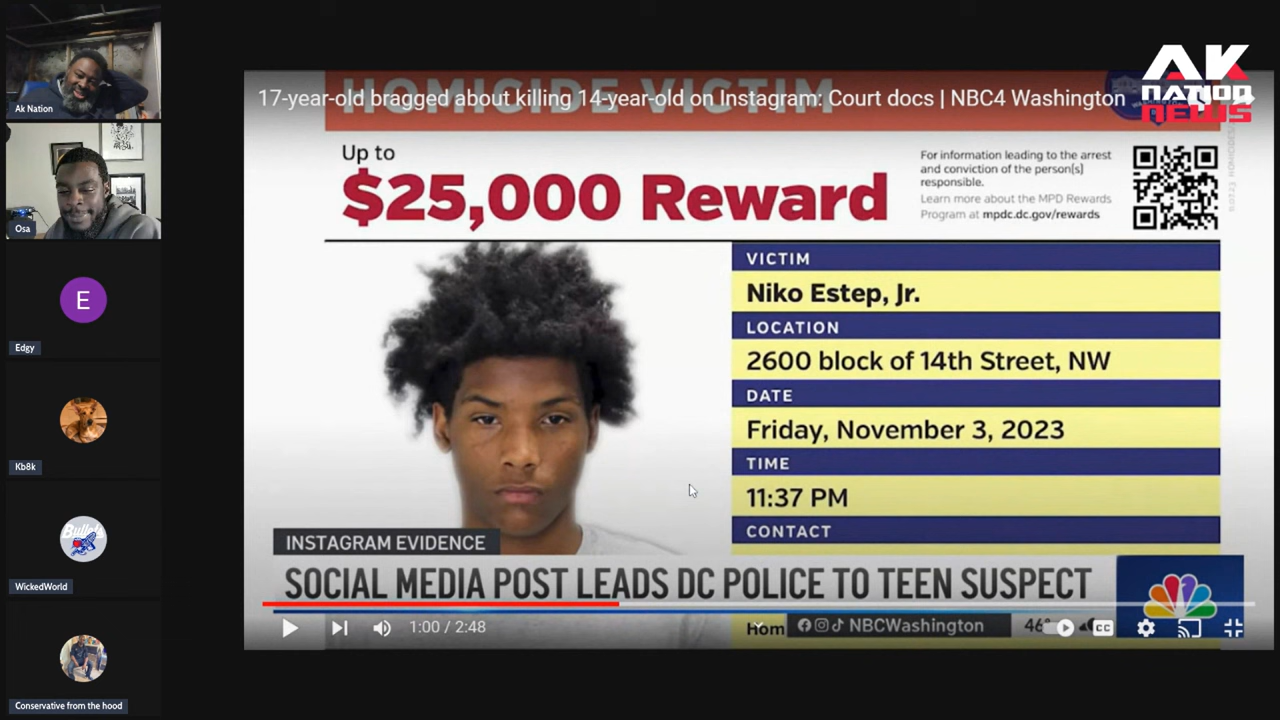 Ak Nation
Osa
E
Edgy
Kb8k
Bullets
WickedWorld
Conservative from the hood
AK
NATION
NEWS
HOMICIDE VICTIM
17-year-old bragged about killing 14-year-old on Instagram: Court docs | NBC4 Washington
Up to
$25,000 Reward
For information leading to the arrest
and conviction of the person(s)
responsible.
Learn more about the MPD Rewards
Program at mpdc.dc.gov/rewards
VICTIM
Niko Estep, Jr.
LOCATION
2600 block of 14th Street, NW
DATE
Friday, November 3, 2023
TIME
11:37 PM
CONTACT
INSTAGRAM EVIDENCE
SOCIAL MEDIA POST LEADS DC POLICE TO TEEN SUSPECT
1:00 / 2:48
Hom
NBCWashington
46°
CC